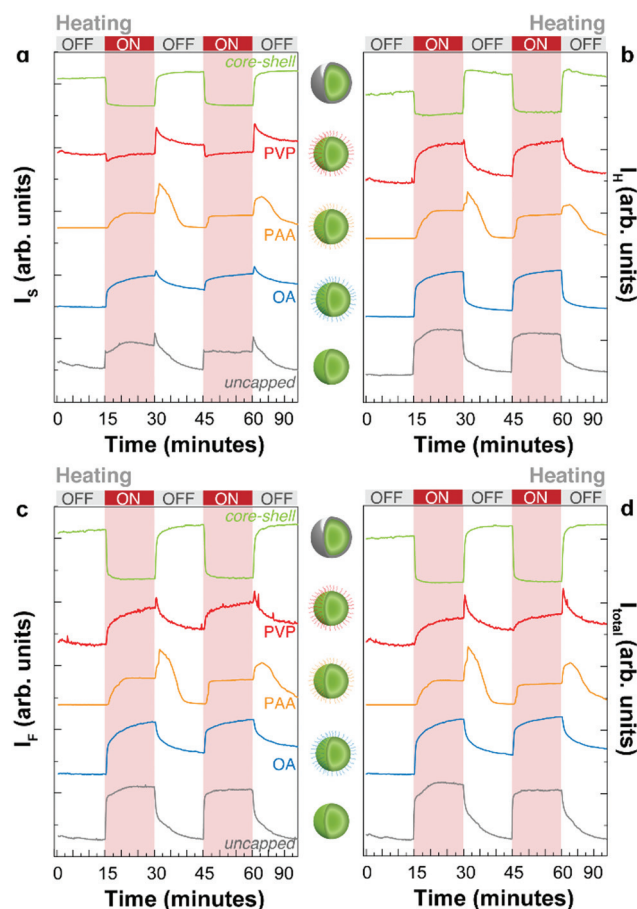 Heating
Heating
a
OFF ON OFF ON OFF
OFF ON OFF ON OFF
b
core-shell
PVP
PAA
OA
uncapped
I_S (arb. units)
I_H (arb. units)
0 15 30 45 60 90
0 15 30 45 60 90
Time (minutes)
Time (minutes)
Heating
Heating
c
OFF ON OFF ON OFF
OFF ON OFF ON OFF
d
core-shell
PVP
PAA
OA
uncapped
I_F (arb. units)
I_total (arb. units)
0 15 30 45 60 90
0 15 30 45 60 90
Time (minutes)
Time (minutes)